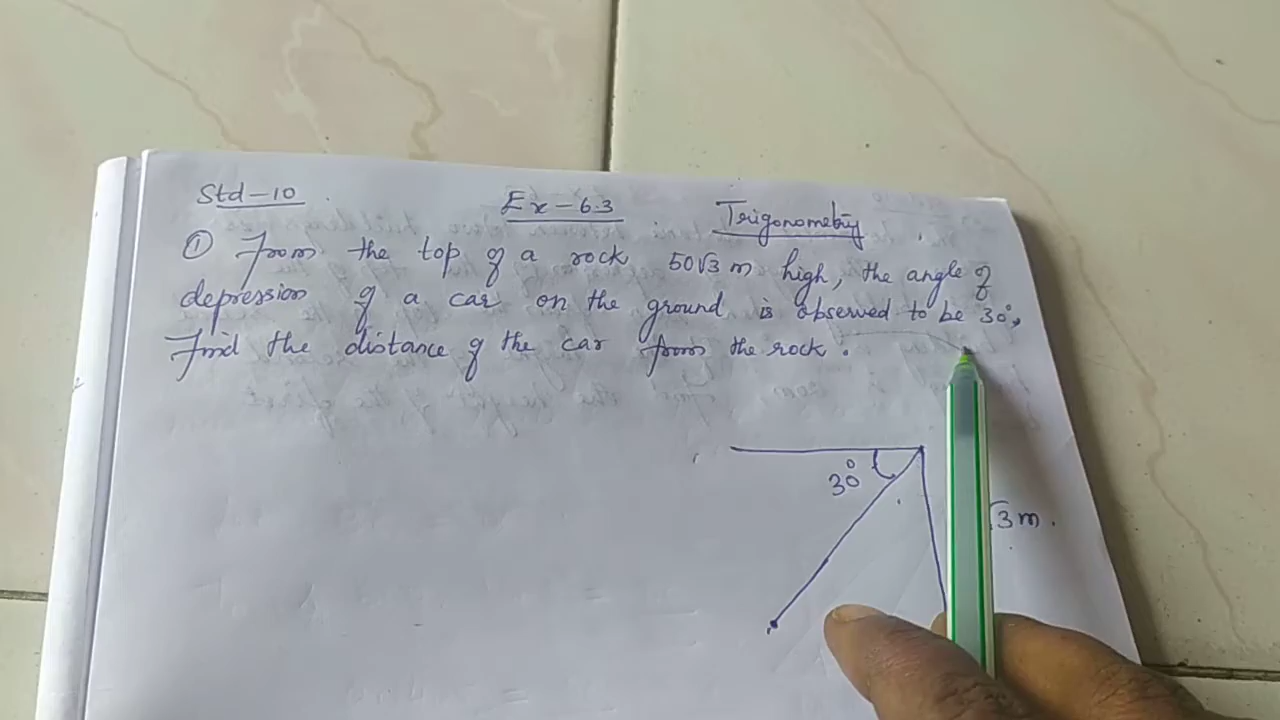 Std-10 Ex-6.3 Trigonometry
① From the top of a rock 50√3 m high, the angle of
depression of a car on the ground is observed to be 30°,
Find the distance of the car from the rock.
30°
√3 m.